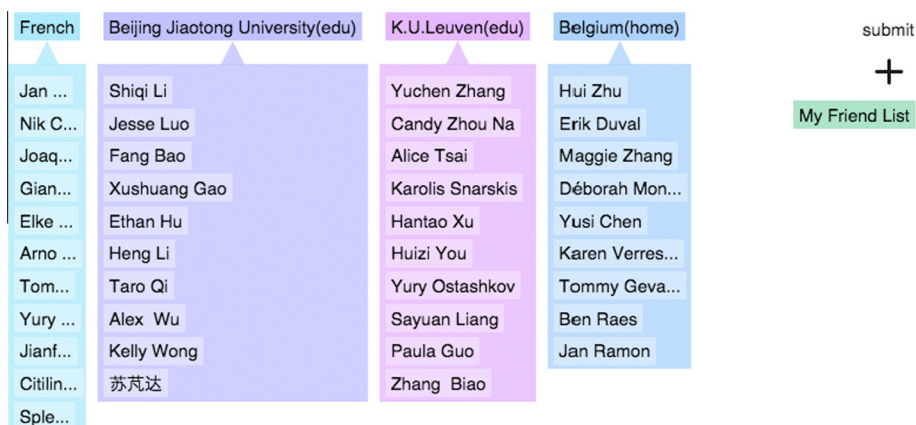 French
Jan ...
Nik C...
Joaq...
Gian...
Elke ...
Arno ...
Tom...
Yury ...
Jianf...
Citilin...
Sple...
Beijing Jiaotong University(edu)
Shiqi Li
Jesse Luo
Fang Bao
Xushuang Gao
Ethan Hu
Heng Li
Taro Qi
Alex  Wu
Kelly Wong
苏芃达
K.U.Leuven(edu)
Yuchen Zhang
Candy Zhou Na
Alice Tsai
Karolis Snarskis
Hantao Xu
Huizi You
Yury Ostashkov
Sayuan Liang
Paula Guo
Zhang  Biao
Belgium(home)
Hui Zhu
Erik Duval
Maggie Zhang
Déborah Mon...
Yusi Chen
Karen Verres...
Tommy Geva...
Ben Raes
Jan Ramon
submit
+
My Friend List